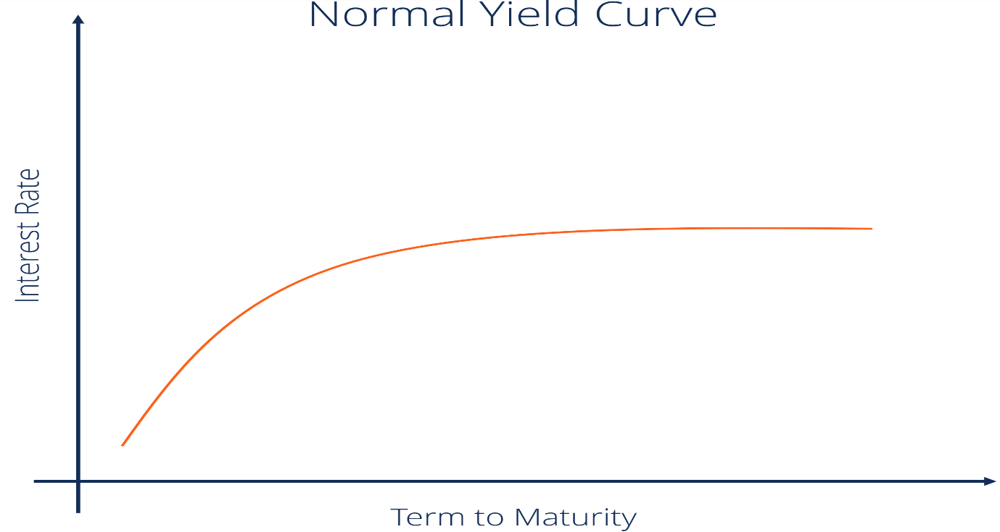 Normal Yield Curve
Interest Rate
Term to Maturity